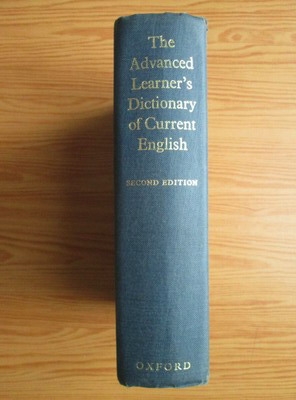 The
Advanced
Learner's
Dictionary
of Current
English
SECOND EDITION
OXFORD